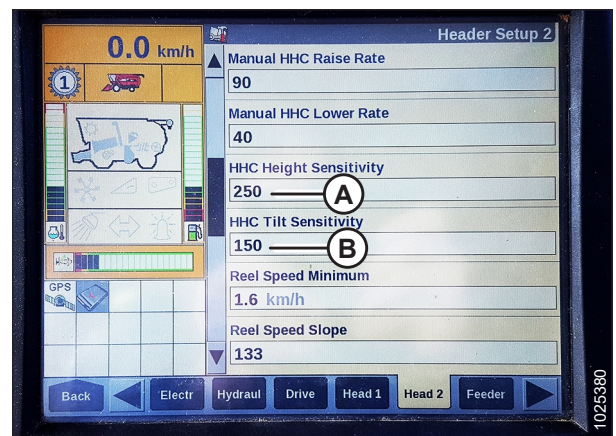 Header Setup 2
0.0 km/h
1
Manual HHC Raise Rate
90
Manual HHC Lower Rate
40
HHC Height Sensitivity
250
A
HHC Tilt Sensitivity
150
B
Reel Speed Minimum
1.6 km/h
Reel Speed Slope
133
GPS
Back
Electr
Hydraul
Drive
Head 1
Head 2
Feeder
1025380